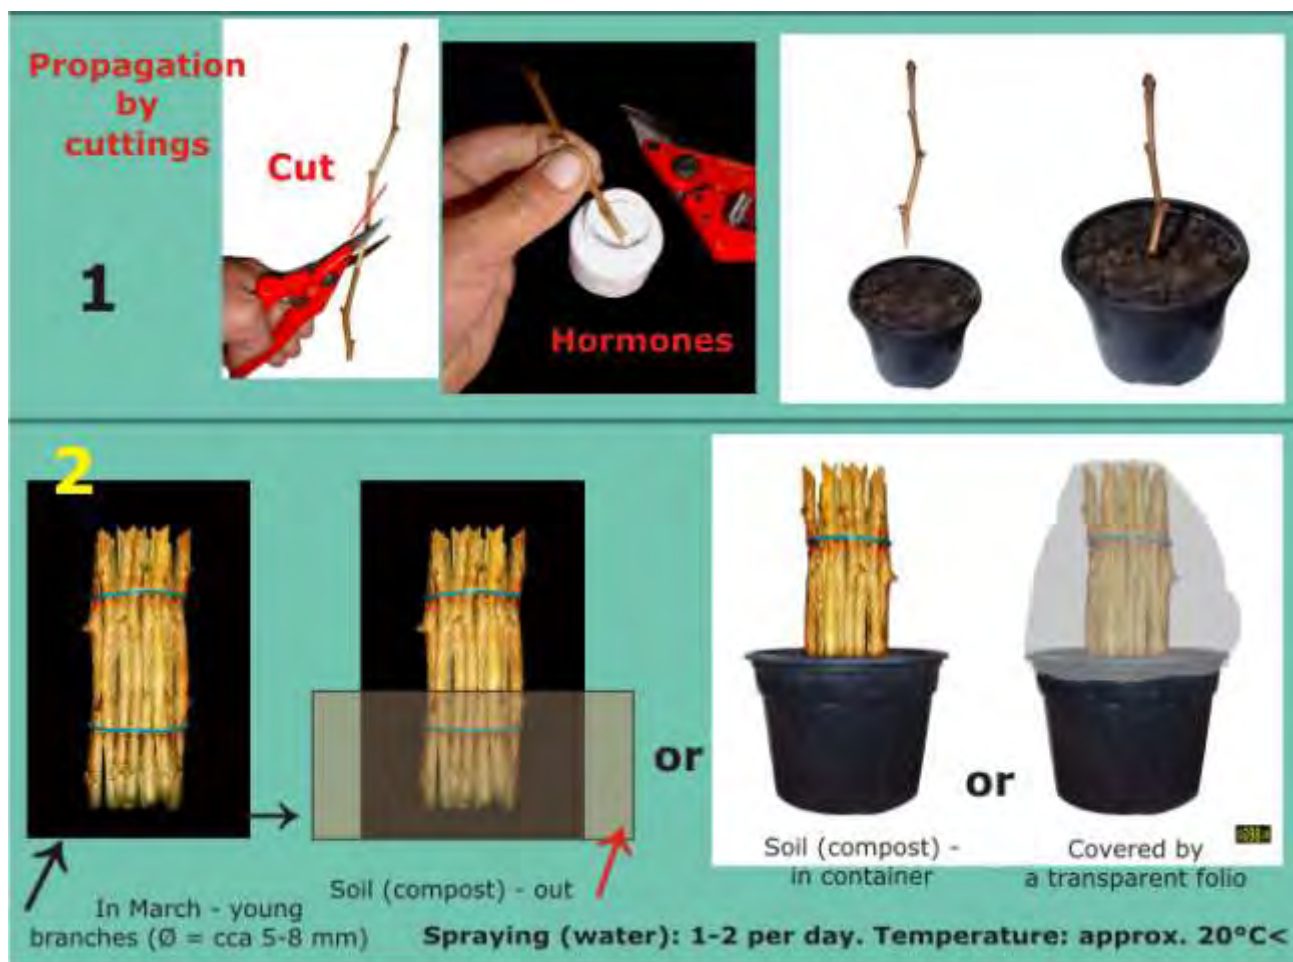 Propagation
by
cuttings
1
Cut
Hormones
2
or
or
Soil (compost) -
in container
Covered by
a transparent folio
Soil (compost) - out
In March - young
branches (Ø = cca 5-8 mm)
Spraying (water): 1-2 per day. Temperature: approx. 20°C<